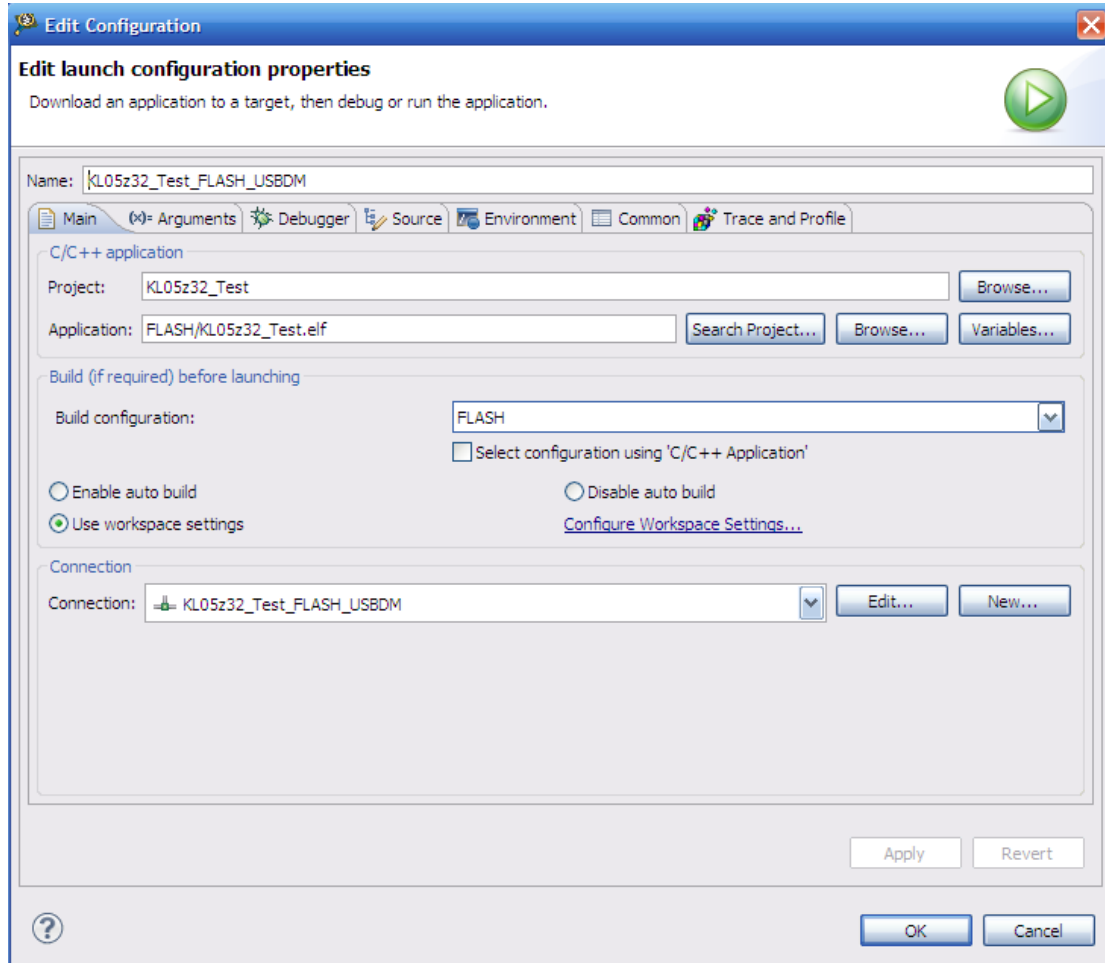 Edit Configuration
Edit launch configuration properties
Download an application to a target, then debug or run the application.
Name: KL05z32_Test_FLASH_USBDM
Main (x)= Arguments Debugger Source Environment Common Trace and Profile
C/C++ application
Project: KL05z32_Test Browse...
Application: FLASH/KL05z32_Test.elf Search Project... Browse... Variables...
Build (if required) before launching
Build configuration: FLASH
Select configuration using 'C/C++ Application'
Enable auto build Disable auto build
Use workspace settings Configure Workspace Settings...
Connection
Connection: KL05z32_Test_FLASH_USBDM Edit... New...
Apply Revert
? OK Cancel